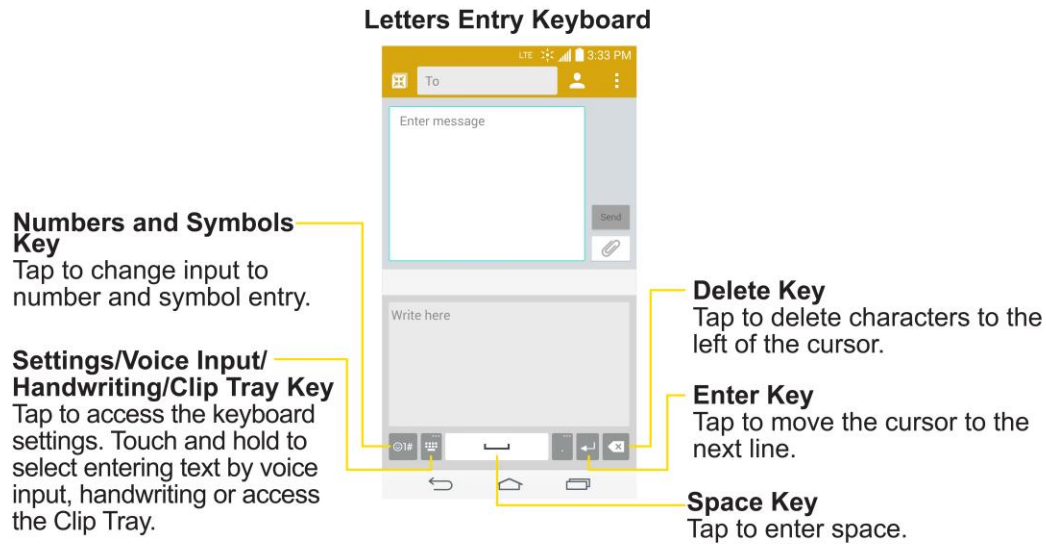 Letters Entry Keyboard
LTE 3:33 PM
To
Enter message
Send
Numbers and Symbols
Key
Tap to change input to
number and symbol entry.
Write here
Settings/Voice Input/
Handwriting/Clip Tray Key
Tap to access the keyboard
settings. Touch and hold to
select entering text by voice
input, handwriting or access
the Clip Tray.
☺1#
.
Delete Key
Tap to delete characters to the
left of the cursor.
Enter Key
Tap to move the cursor to the
next line.
Space Key
Tap to enter space.